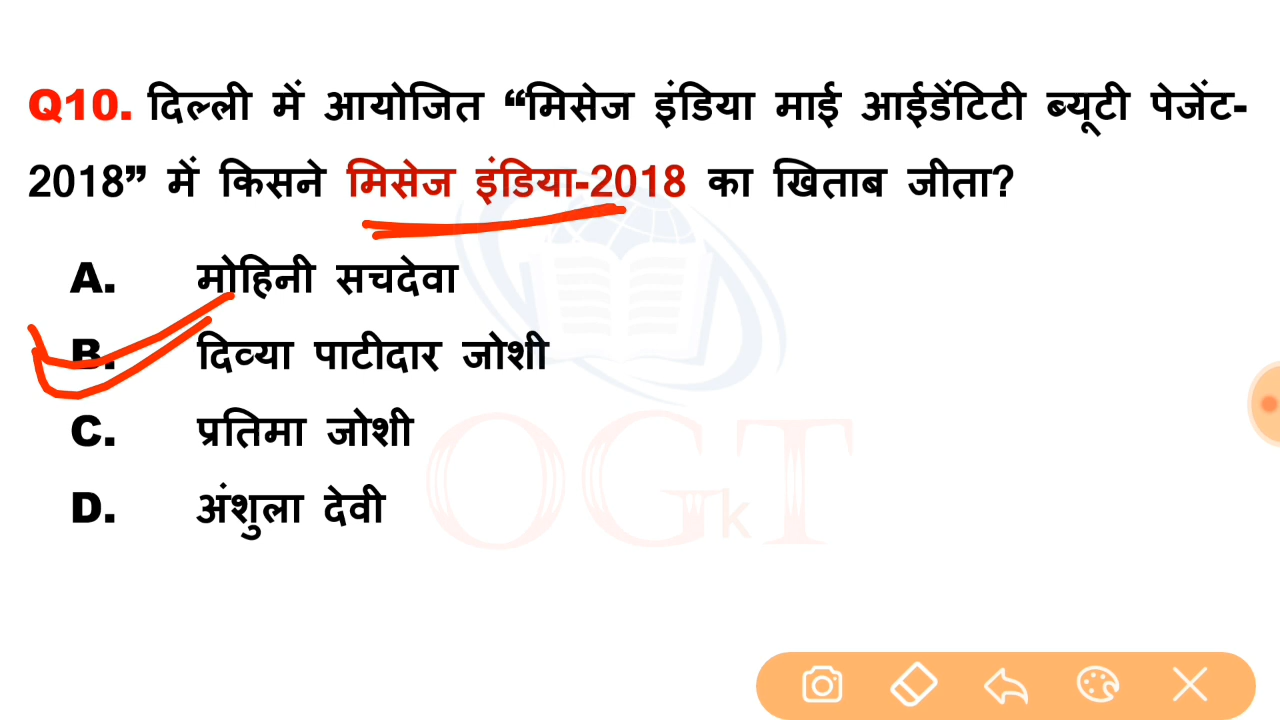 Q10. दिल्ली में आयोजित “मिसेज इंडिया माई आईडेंटिटी ब्यूटी पेजेंट-
2018” में किसने मिसेज इंडिया-2018 का खिताब जीता?
A. मोहिनी सचदेवा
B. दिव्या पाटीदार जोशी
C. प्रतिमा जोशी
D. अंशुला देवी
OGkT